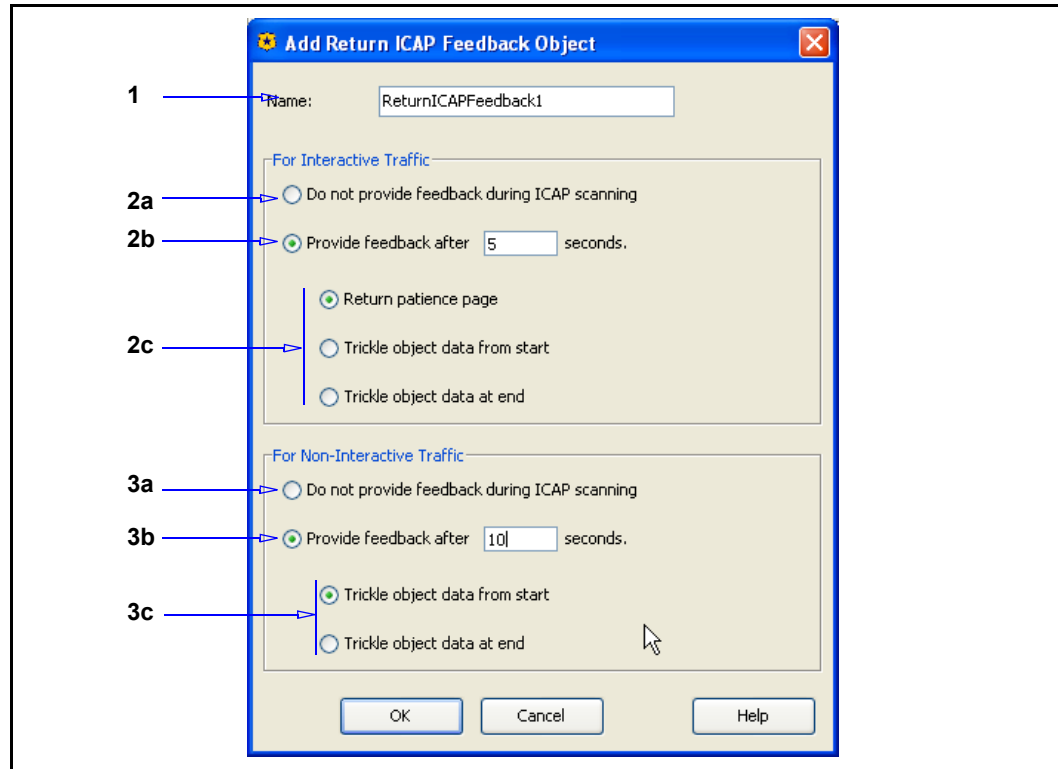 Add Return ICAP Feedback Object
1 Name: ReturnICAPFeedback1
For Interactive Traffic
2a Do not provide feedback during ICAP scanning
2b Provide feedback after 5 seconds.
Return patience page
2c Trickle object data from start
Trickle object data at end
For Non-Interactive Traffic
3a Do not provide feedback during ICAP scanning
3b Provide feedback after 10 seconds.
Trickle object data from start
3c
Trickle object data at end
OK Cancel Help